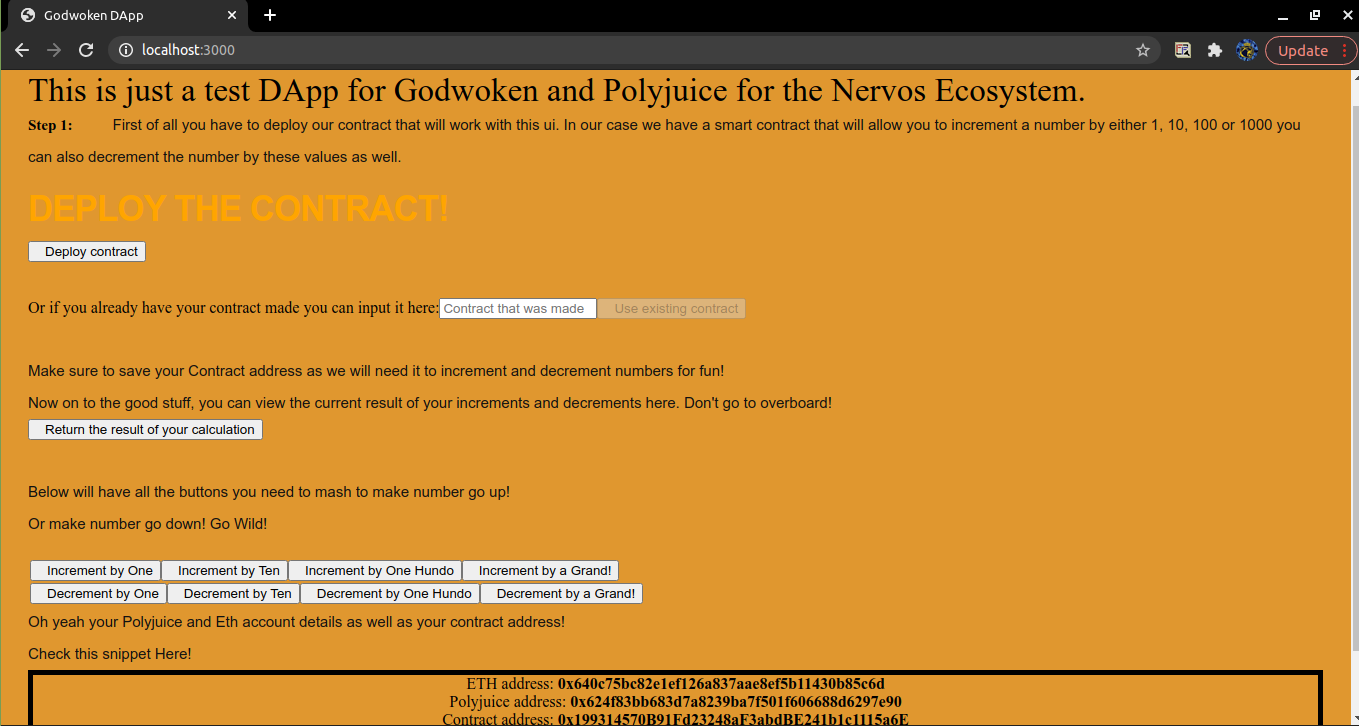 Godwoken DApp
localhost:3000
Update
This is just a test DApp for Godwoken and Polyjuice for the Nervos Ecosystem.
Step 1: First of all you have to deploy our contract that will work with this ui. In our case we have a smart contract that will allow you to increment a number by either 1, 10, 100 or 1000 you
can also decrement the number by these values as well.
DEPLOY THE CONTRACT!
Deploy contract
Or if you already have your contract made you can input it here: Contract that was made Use existing contract
Make sure to save your Contract address as we will need it to increment and decrement numbers for fun!
Now on to the good stuff, you can view the current result of your increments and decrements here. Don't go to overboard!
Return the result of your calculation
Below will have all the buttons you need to mash to make number go up!
Or make number go down! Go Wild!
Increment by One Increment by Ten Increment by One Hundo Increment by a Grand!
Decrement by One Decrement by Ten Decrement by One Hundo Decrement by a Grand!
Oh yeah your Polyjuice and Eth account details as well as your contract address!
Check this snippet Here!
ETH address: 0x640c75bc82e1ef126a837aae8ef5b11430b85c6d
Polyjuice address: 0x624f83bb683d7a8239ba7f501f606688d6297e90
Contract address: 0x199314570B91Fd23248aF3abdBE241b1c1115a6E